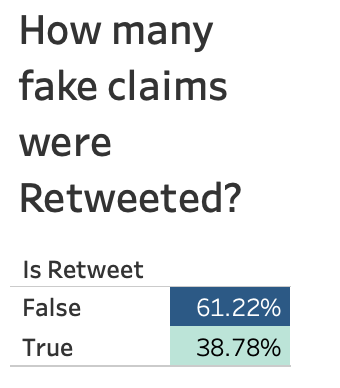 How many
fake claims
were
Retweeted?
Is Retweet
False 61.22%
True 38.78%